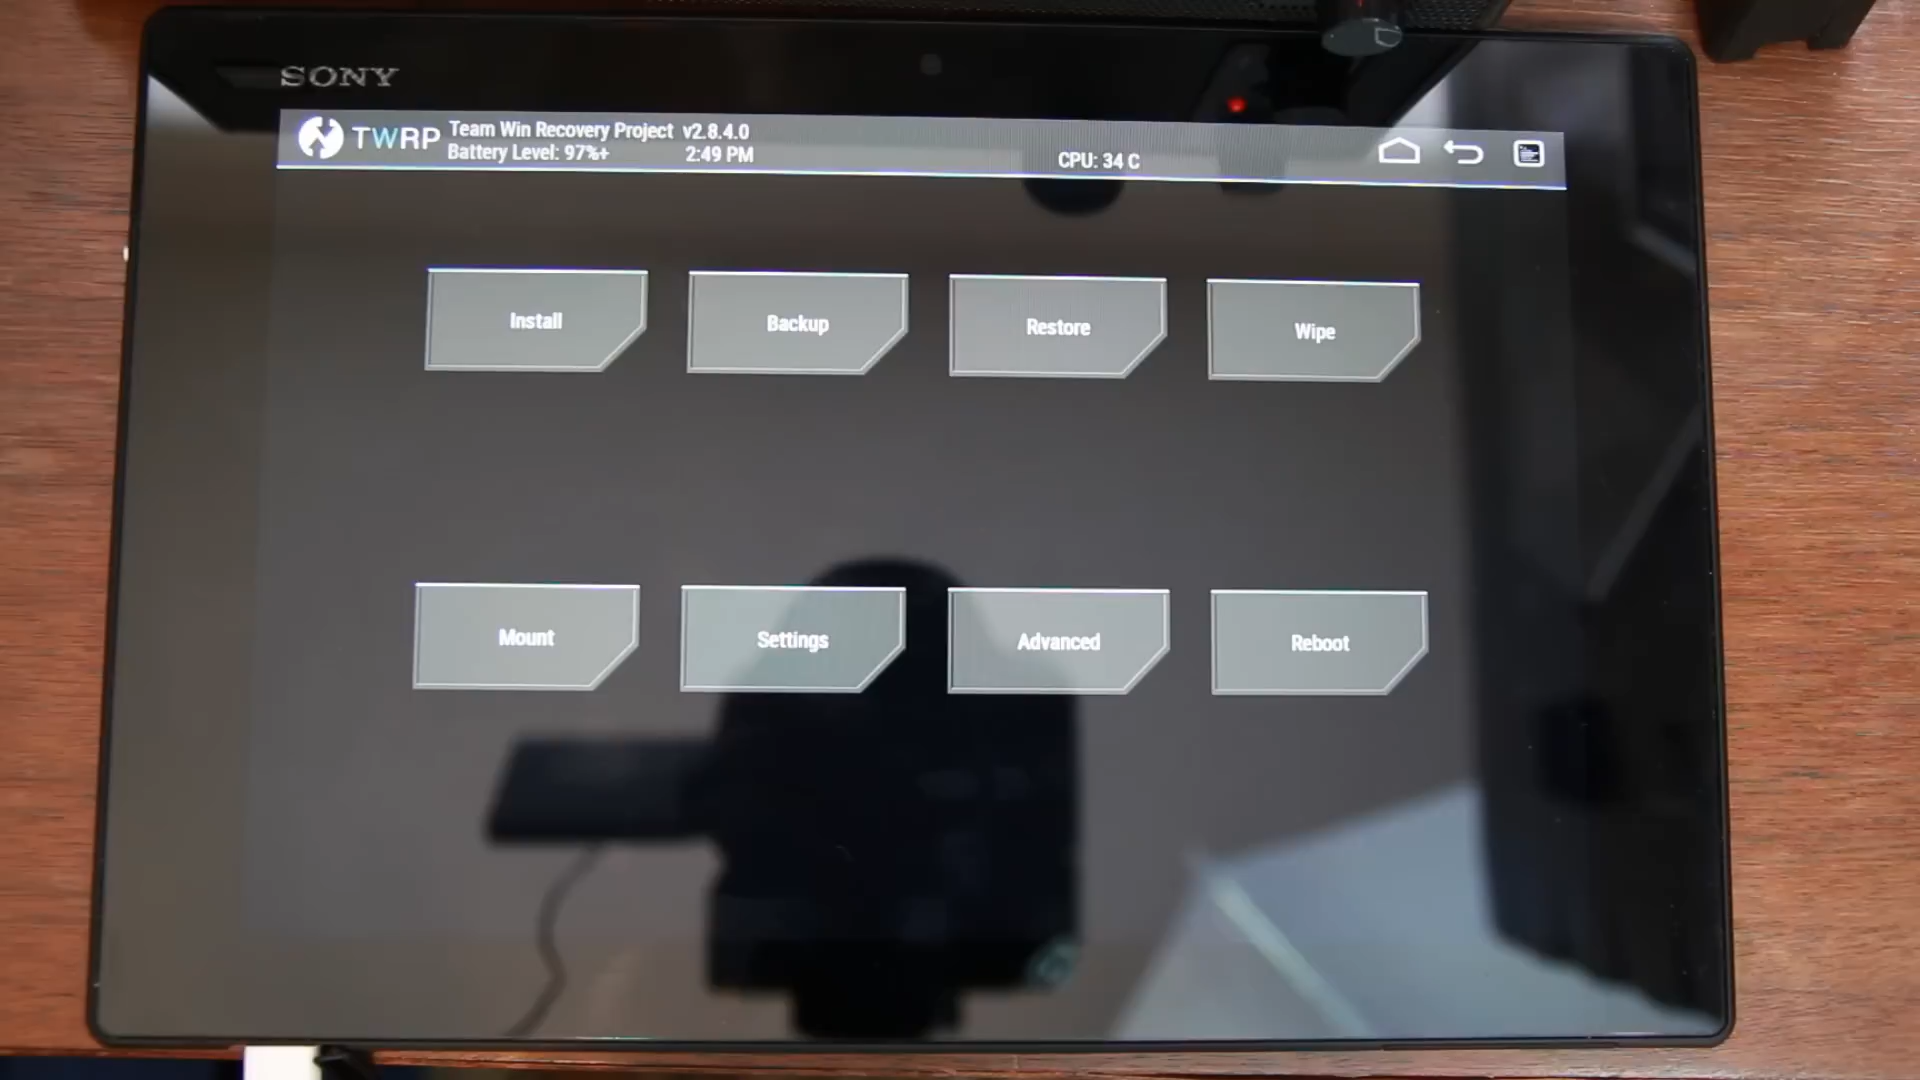 SONY
TWRP
Team Win Recovery Project v2.8.4.0
Battery Level: 97%+ 2:49 PM
CPU: 34 C
Install Backup Restore Wipe
Mount Settings Advanced Reboot